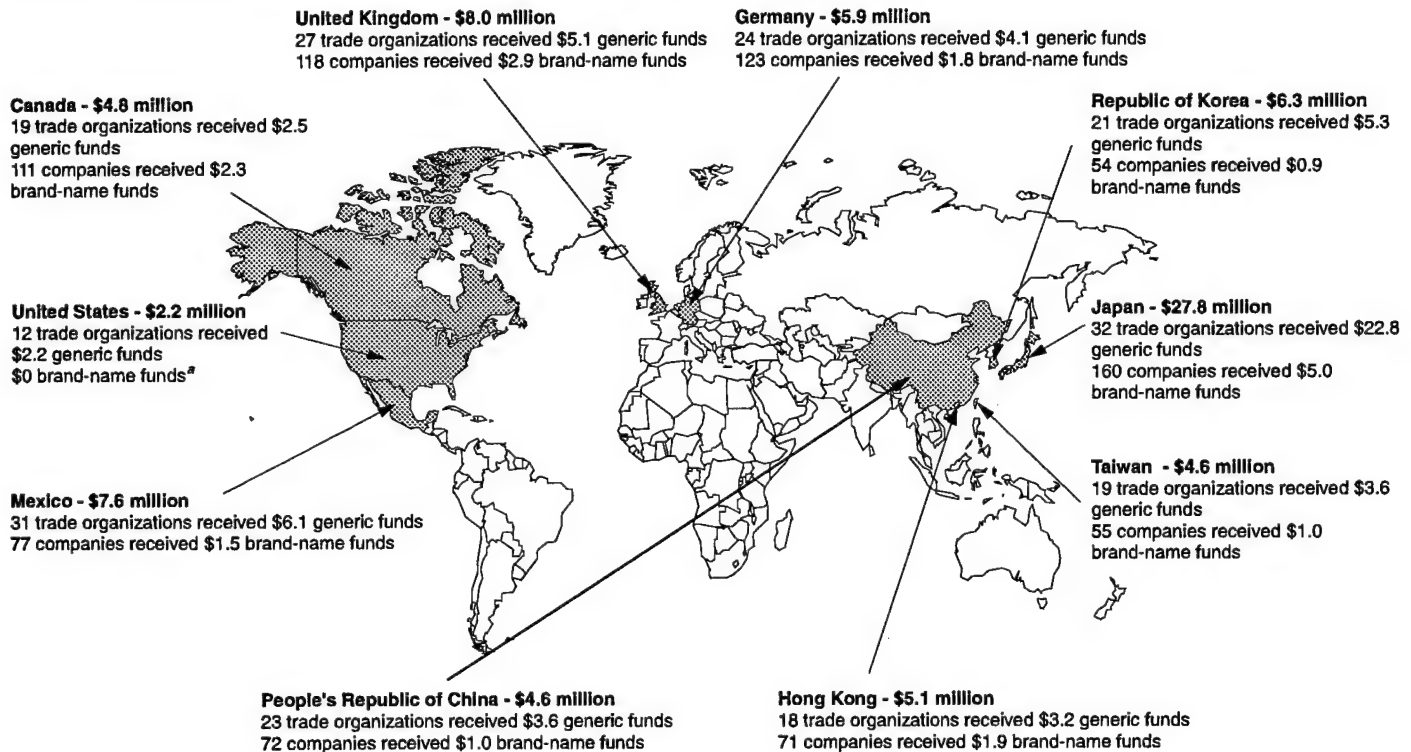 United Kingdom - $8.0 million
27 trade organizations received $5.1 generic funds
118 companies received $2.9 brand-name funds
Germany - $5.9 million
24 trade organizations received $4.1 generic funds
123 companies received $1.8 brand-name funds
Canada - $4.8 million
19 trade organizations received $2.5
generic funds
111 companies received $2.3
brand-name funds
Republic of Korea - $6.3 million
21 trade organizations received $5.3
generic funds
54 companies received $0.9
brand-name funds
United States - $2.2 million
12 trade organizations received
$2.2 generic funds
$0 brand-name funds a
Japan - $27.8 million
32 trade organizations received $22.8
generic funds
160 companies received $5.0
brand-name funds
Mexico - $7.6 million
31 trade organizations received $6.1 generic funds
77 companies received $1.5 brand-name funds
Taiwan - $4.6 million
19 trade organizations received $3.6
generic funds
55 companies received $1.0
brand-name funds
People's Republic of China - $4.6 million
23 trade organizations received $3.6 generic funds
72 companies received $1.0 brand-name funds
Hong Kong - $5.1 million
18 trade organizations received $3.2 generic funds
71 companies received $1.9 brand-name funds